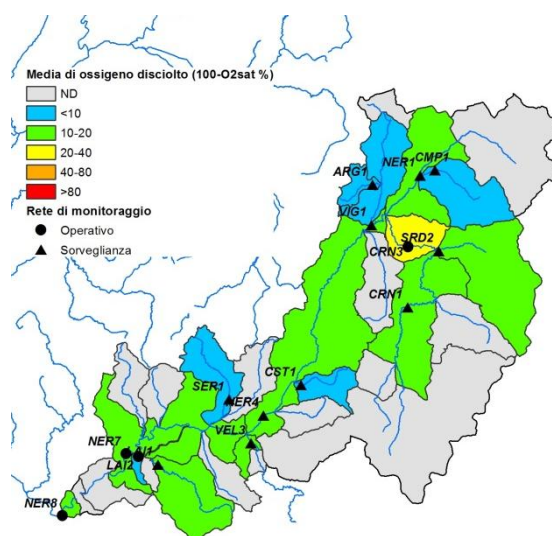 Media di ossigeno disciolto (100-O2sat %)
ND
<10
10-20
20-40
40-80
>80
Rete di monitoraggio
Operativo
Sorveglianza
NER1
CMP1
ARG1
VIG1
SRD2
CRN3
CRN1
CST1
SER1
NER4
VEL3
NER7
LAI2
NER8